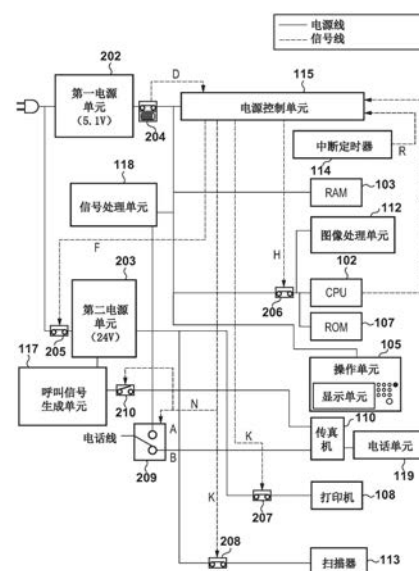 电源线
信号线
202
第一电源
单元
(5.1V)
D
204
115
电源控制单元
中断定时器
114
R
118
信号处理单元
RAM
103
112
图像处理单元
F
H
203
第二电源
单元
(24V)
102
CPU
206
ROM
107
205
105
操作单元
显示单元
117
呼叫信号
生成单元
210
N
110
传真
机
电话单元
119
电话线
A
B
209
K
K
207
打印机
108
208
扫描器
113